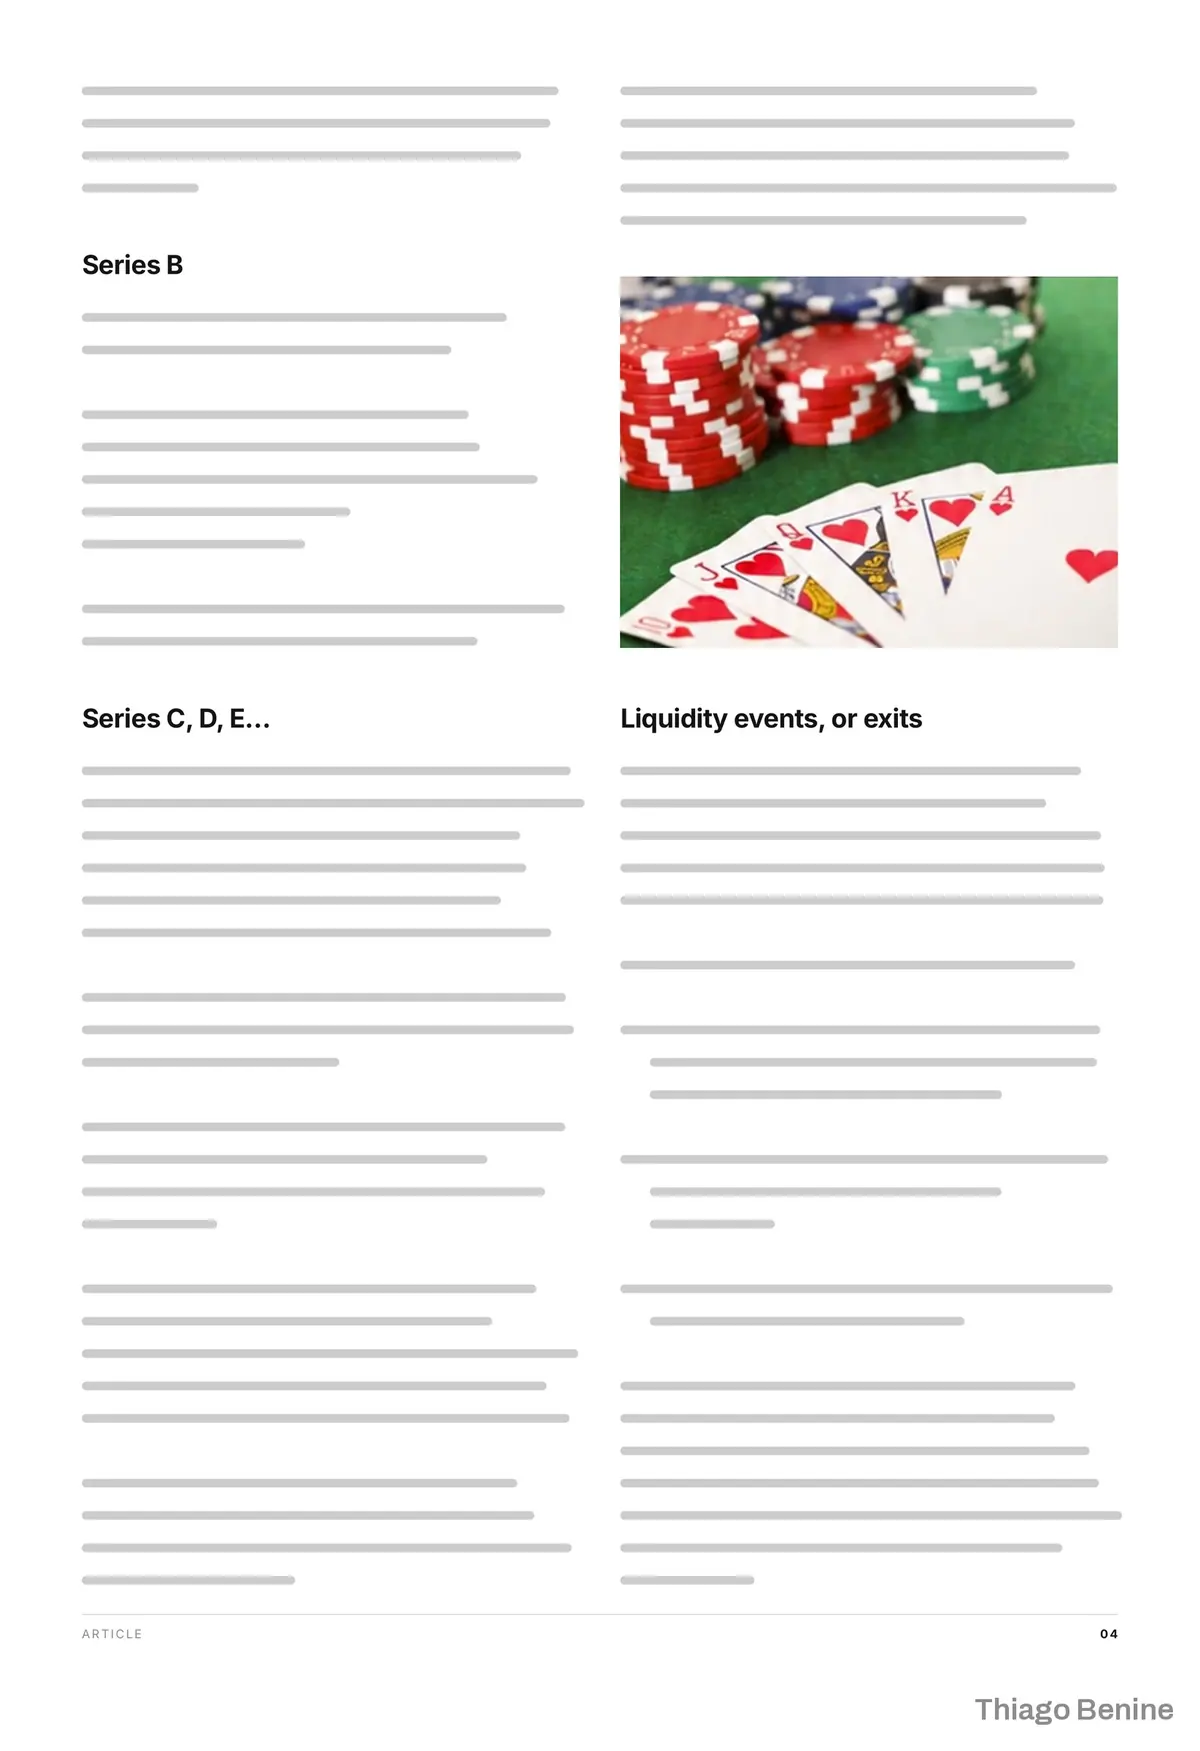 Series B
Series C, D, E...
J
Q
K
A
Liquidity events, or exits
ARTICLE
04
Thiago Benine